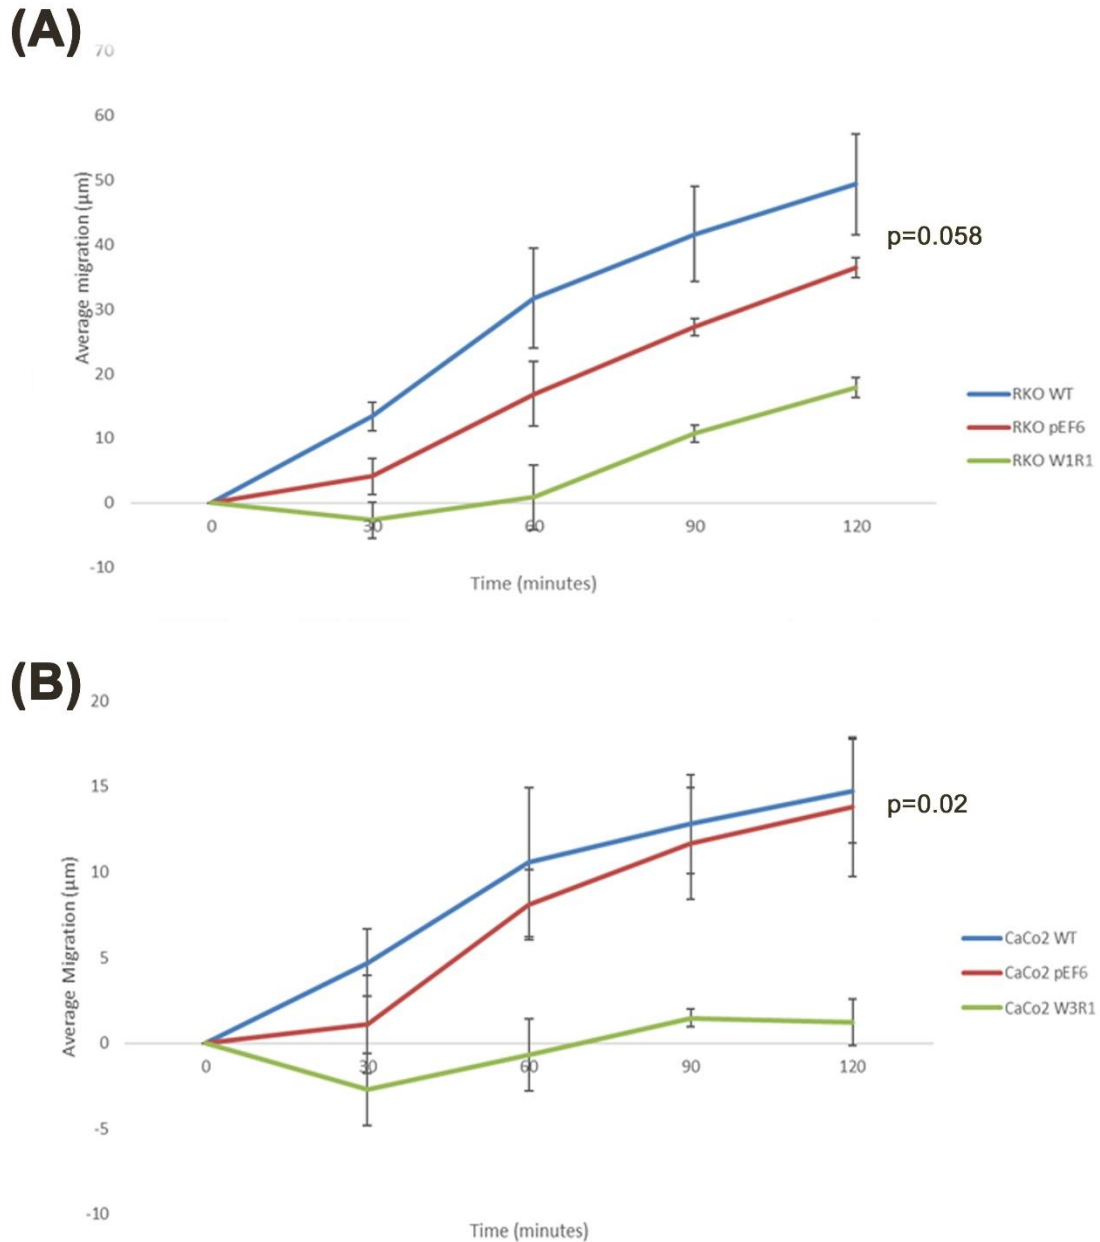 (A)
70
60
50
40
30
20
10
0
-10
Average migration (µm)
0 30 60 90 120
Time (minutes)
p=0.058
RKO WT
RKO pEF6
RKO W1R1
(B)
20
15
10
5
0
-5
-10
Average Migration (µm)
0 30 60 90 120
Time (minutes)
p=0.02
CaCo2 WT
CaCo2 pEF6
CaCo2 W3R1